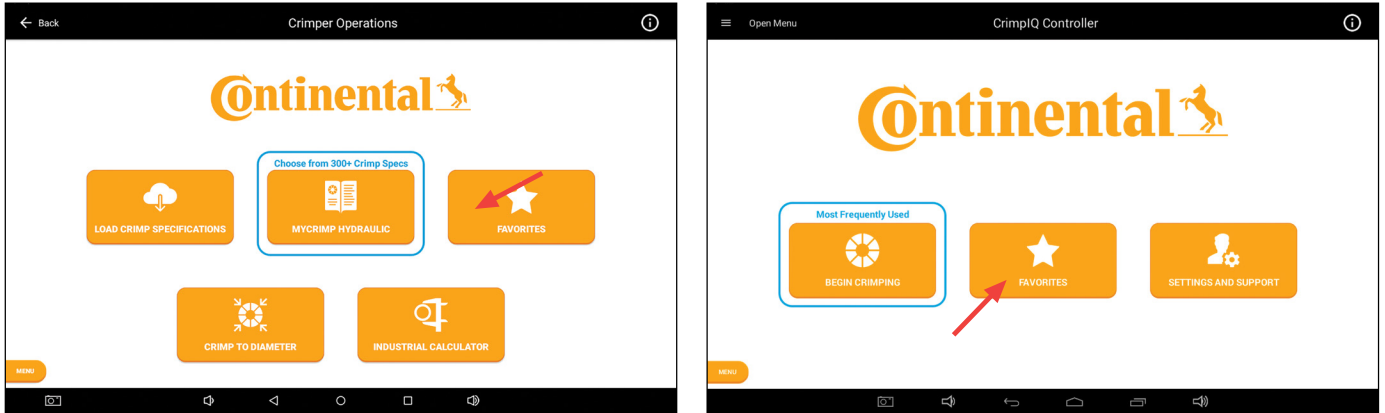 Back
Crimper Operations
Continental
Choose from 300+ Crimp Specs
LOAD CRIMP SPECIFICATIONS
MYCRIMP HYDRAULIC
FAVORITES
CRIMP TO DIAMETER
INDUSTRIAL CALCULATOR
MENU
Open Menu
CrimpIQ Controller
Continental
Most Frequently Used
BEGIN CRIMPING
FAVORITES
SETTINGS AND SUPPORT
MENU